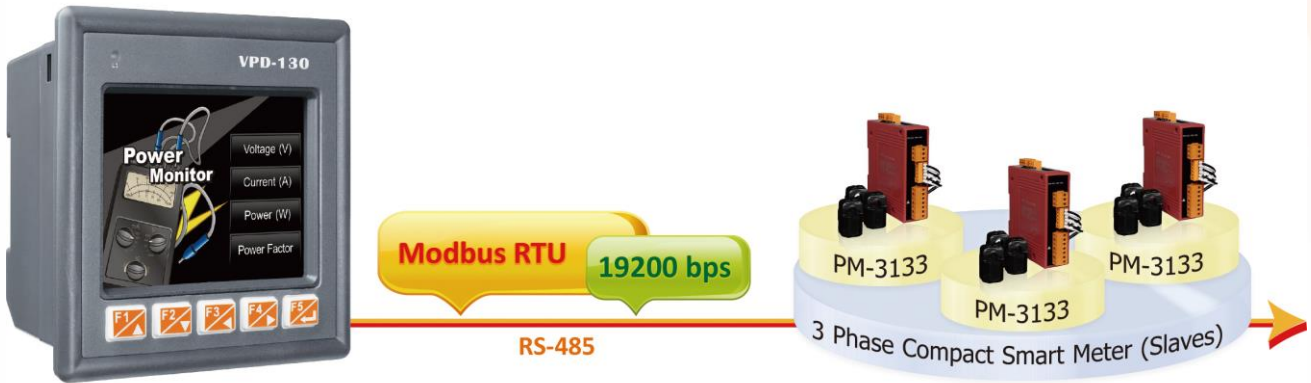 VPD-130
Power
Monitor
Voltage (V)
Current (A)
Power (W)
Power Factor
F1
F2
F3
F4
F5
Modbus RTU
19200 bps
RS-485
PM-3133
PM-3133
PM-3133
3 Phase Compact Smart Meter (Slaves)